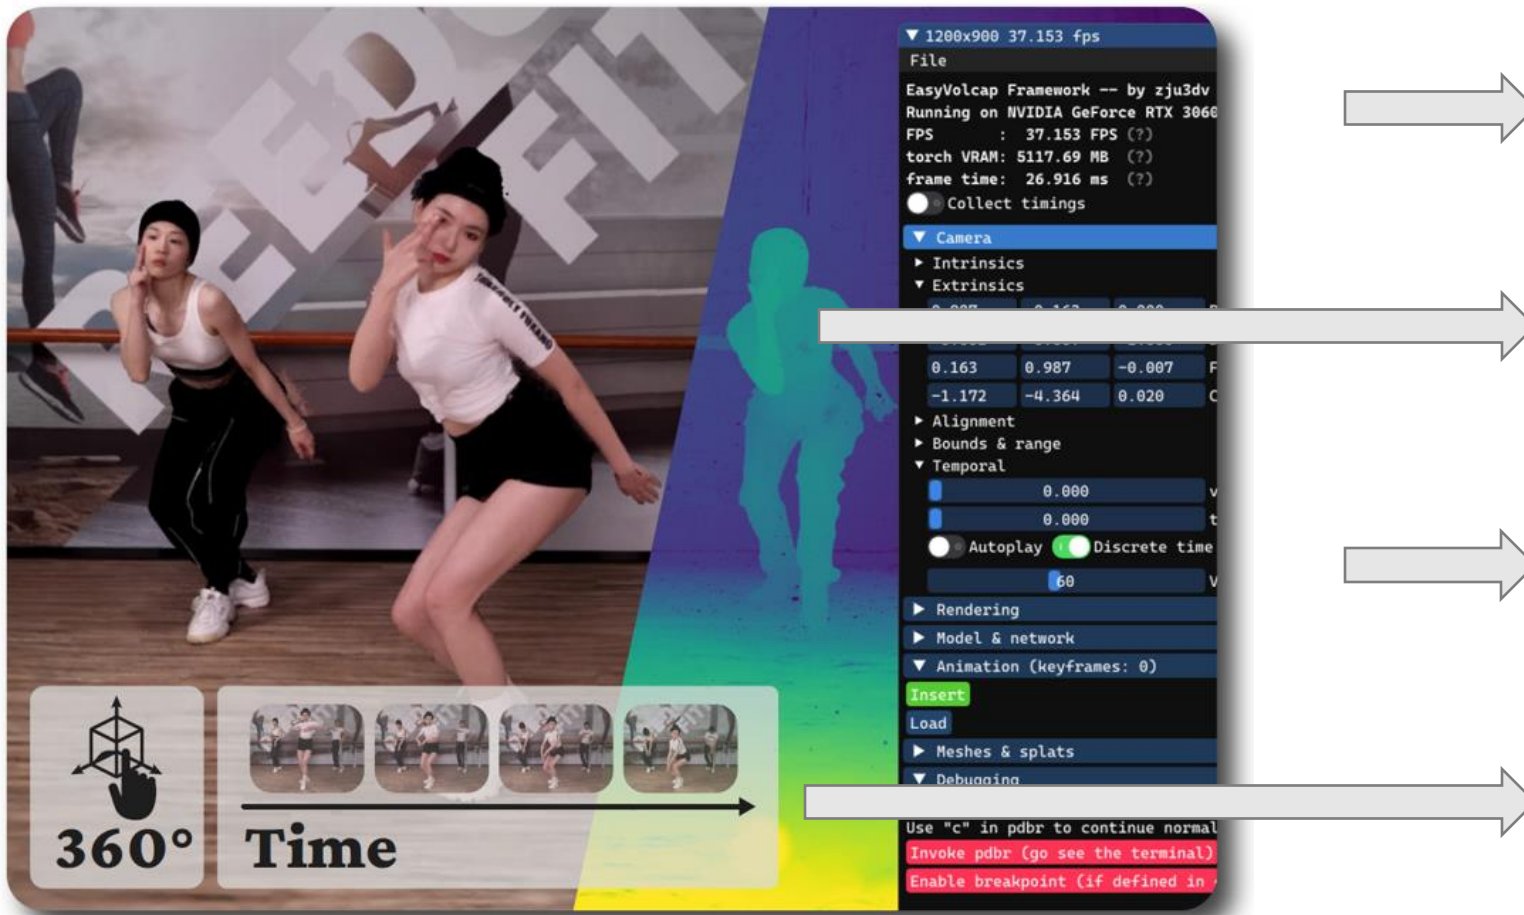 FIT
1200x900 37.153 fps
File
EasyVolcap Framework -- by zju3dv
Running on NVIDIA GeForce RTX 3060
FPS : 37.153 FPS (?)
torch VRAM: 5117.69 MB (?)
frame time: 26.916 ms (?)
Collect timings
Camera
Intrinsics
Extrinsics
0.163 0.987 -0.007
-1.172 -4.364 0.020
Alignment
Bounds & range
Temporal
0.000
0.000
Autoplay Discrete time
60
Rendering
Model & network
Animation (keyframes: 0)
Insert
Load
Meshes & splats
Debugging
Use "c" in pdbr to continue normal
Invoke pdbr (go see the terminal)
Enable breakpoint (if defined in
360°
Time